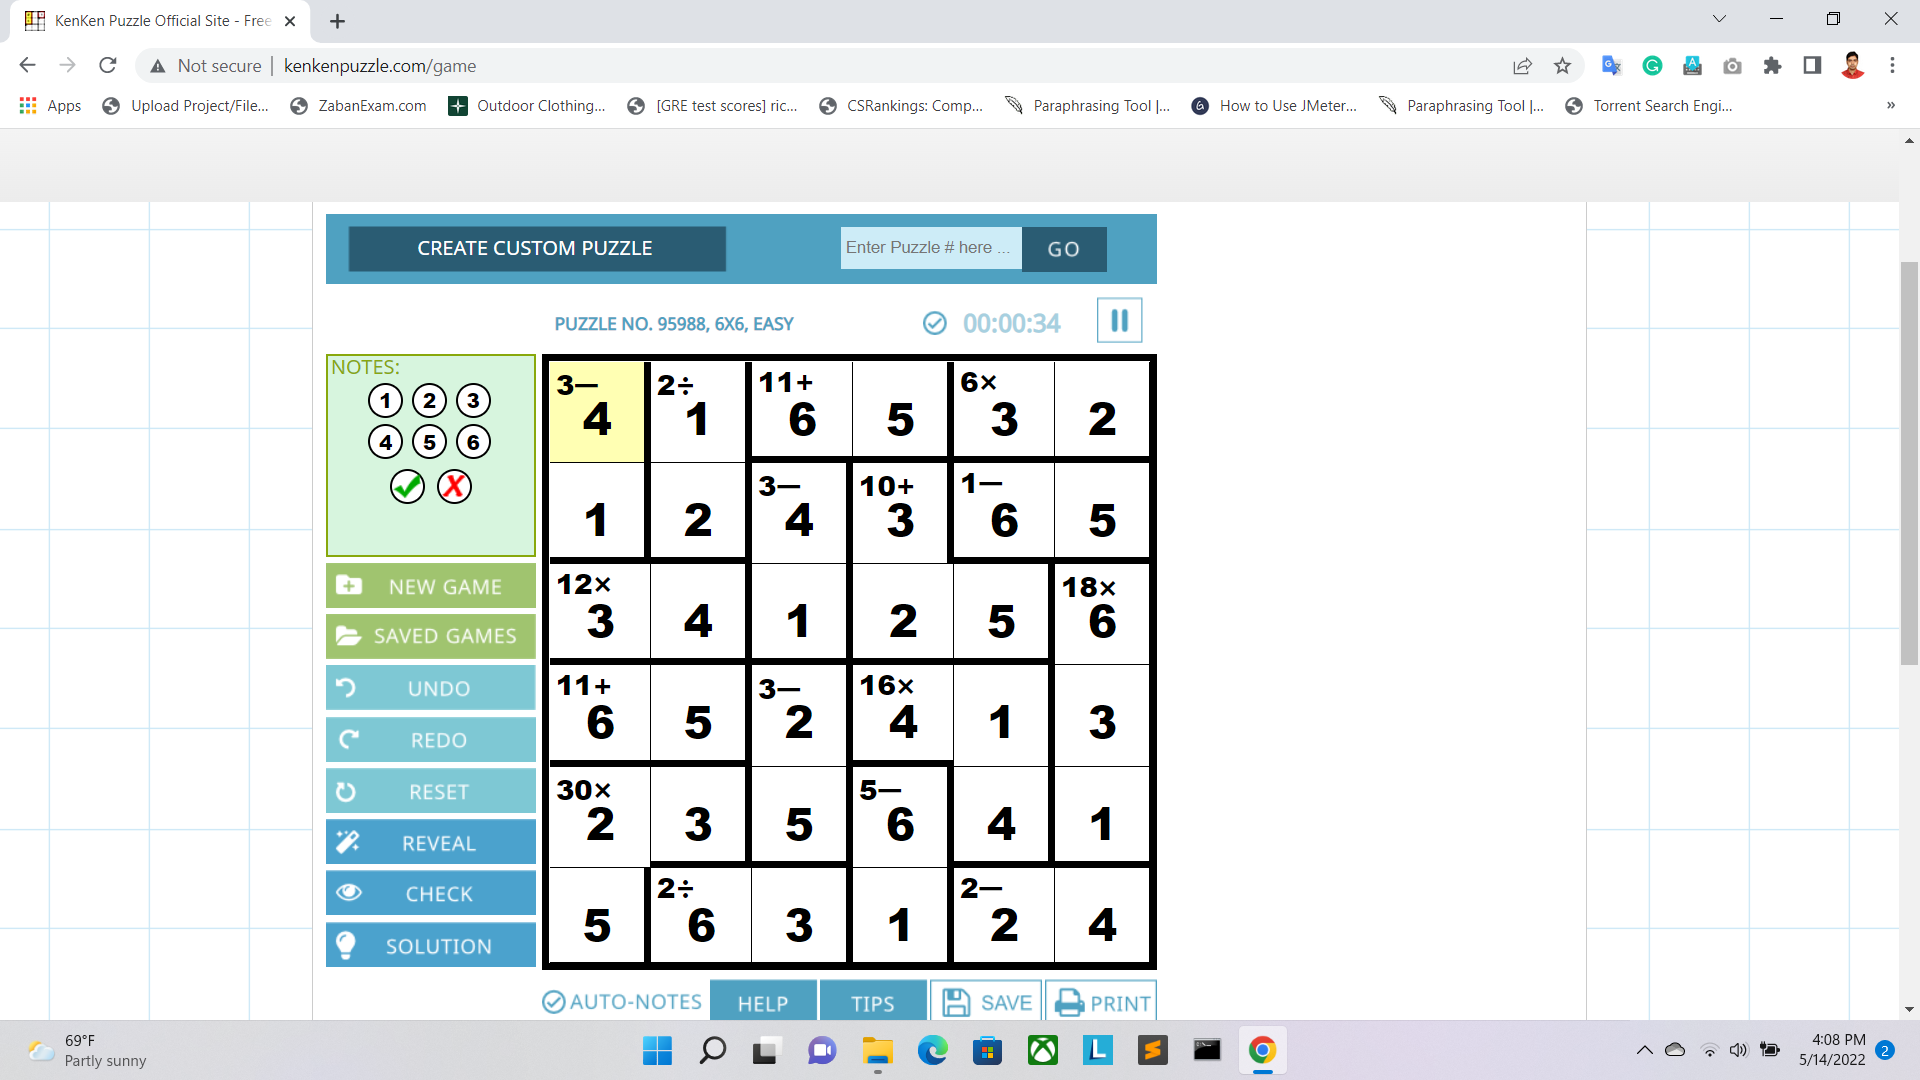 KenKen Puzzle Official Site - Free
Not secure | kenkenpuzzle.com/game
Apps Upload Project/File... ZabanExam.com Outdoor Clothing... [GRE test scores] ric... CSRankings: Comp... Paraphrasing Tool |... How to Use JMeter... Paraphrasing Tool |... Torrent Search Engi... »
CREATE CUSTOM PUZZLE Enter Puzzle # here ... GO
PUZZLE NO. 95988, 6X6, EASY 00:00:34
NOTES:
1 2 3
4 5 6
NEW GAME
SAVED GAMES
UNDO
REDO
RESET
REVEAL
CHECK
SOLUTION
3− 2÷ 11+ 6×
4 1 6 5 3 2
3− 10+ 1−
1 2 4 3 6 5
12× 18×
3 4 1 2 5 6
11+ 3− 16×
6 5 2 4 1 3
30× 5−
2 3 5 6 4 1
2÷ 2−
5 6 3 1 2 4
AUTO-NOTES HELP TIPS SAVE PRINT
69°F
Partly sunny
4:08 PM
5/14/2022 2